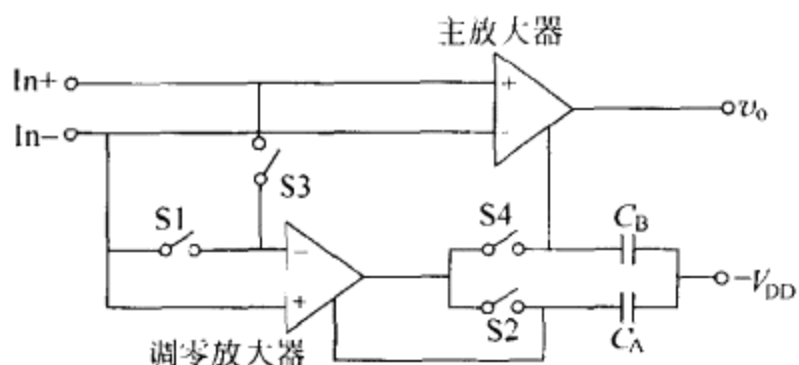 主放大器
In+
+
v₀
In−
-
S3
S1
S4
C_B
−
-V_DD
+
S2
C_A
调零放大器